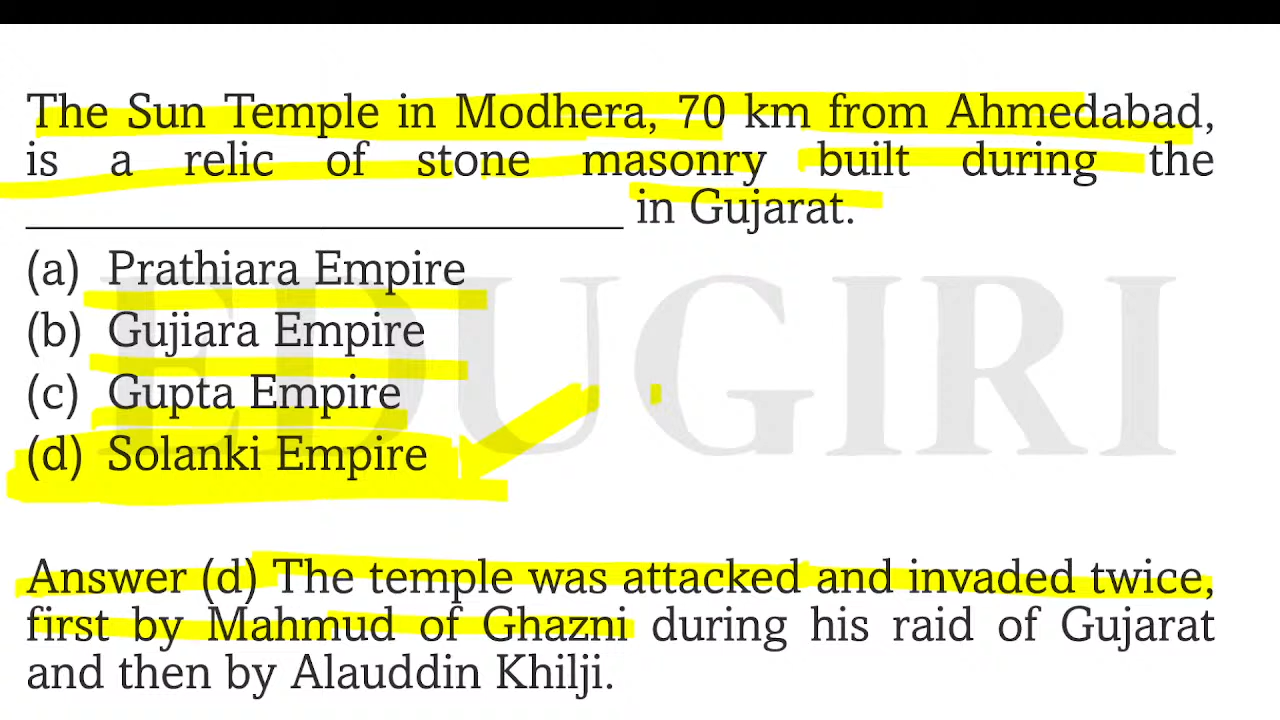 The Sun Temple in Modhera, 70 km from Ahmedabad,
is a relic of stone masonry built during the
__________________________ in Gujarat.
(a) Prathiara Empire
(b) Gujiara Empire
(c) Gupta Empire
(d) Solanki Empire
EDUGIRI
Answer (d) The temple was attacked and invaded twice,
first by Mahmud of Ghazni during his raid of Gujarat
and then by Alauddin Khilji.